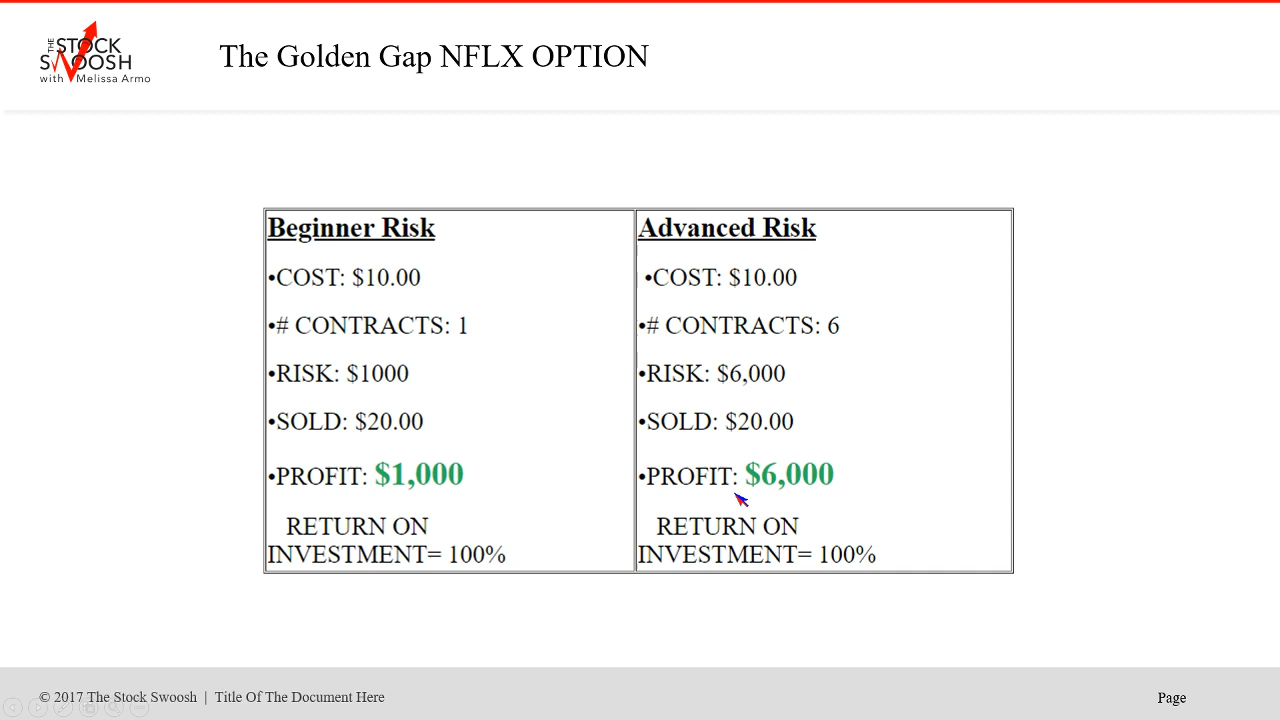 THE STOCK
SWOOSH
with Melissa Armo
The Golden Gap NFLX OPTION
Beginner Risk
•COST: $10.00
•# CONTRACTS: 1
•RISK: $1000
•SOLD: $20.00
•PROFIT: $1,000
RETURN ON
INVESTMENT= 100%
Advanced Risk
•COST: $10.00
•# CONTRACTS: 6
•RISK: $6,000
•SOLD: $20.00
•PROFIT: $6,000
RETURN ON
INVESTMENT= 100%
© 2017 The Stock Swoosh | Title Of The Document Here
Page